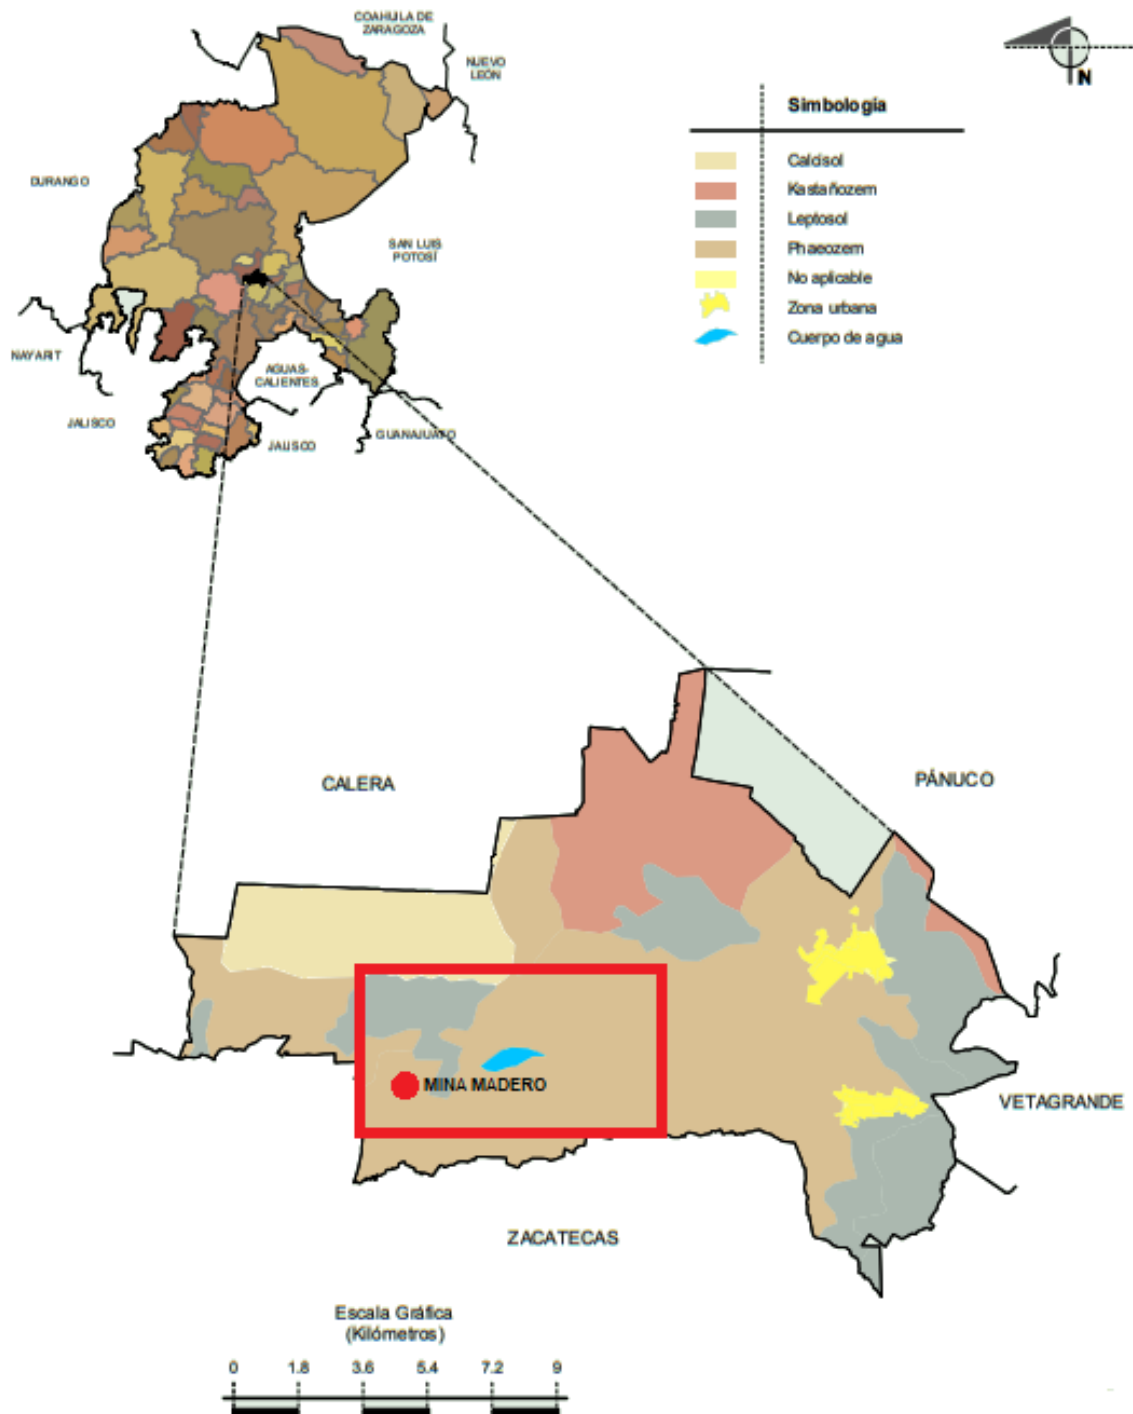 COAHUILA DE
ZARAGOZA
NUEVO
LEÓN
DURANGO
SAN LUIS
POTOSÍ
NAYARIT
AGUAS-
CALIENTES
JALISCO
JALISCO
GUANAJUATO
N
Simbología
Calcisol
Kastañozem
Leptosol
Phaeozem
No aplicable
Zona urbana
Cuerpo de agua
CALERA
PÁNUCO
MINA MADERO
VETAGRANDE
ZACATECAS
Escala Gráfica
(Kilómetros)
0 1.8 3.6 5.4 7.2 9